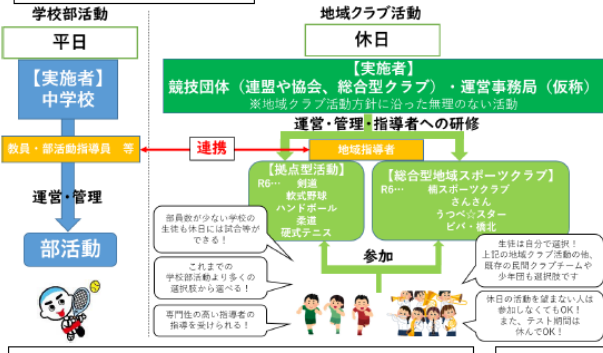 学校部活動
地域クラブ活動
平日
休日
【実施者】
中学校
【実施者】
競技団体（連盟や協会、総合型クラブ）・運営事務局（仮称）
※地域クラブ活動方針に沿った無理のない活動
運営・管理・指導者への研修
教員・部活動指導員　等
連携
地域指導者
運営・管理
部活動
【拠点型活動】
R6…　剣道
軟式野球
ハンドボール
柔道
硬式テニス
【総合型地域スポーツクラブ】
R6…　楠スポーツクラブ
さんさん
うつべ☆スター
ビバ・橋北
参加
部員数が少ない学校の
生徒も休日には試合等が
できる！
これまでの
学校部活動より多くの
選択肢から選べる！
専門性の高い指導者の
指導を受けられる！
生徒は自分で選択！
上記の地域クラブ活動の他、
既存の民間クラブチームや
少年団も選択肢です
休日の活動を望まない人は
参加しなくてもOK！
また、テスト期間は
休んでOK！